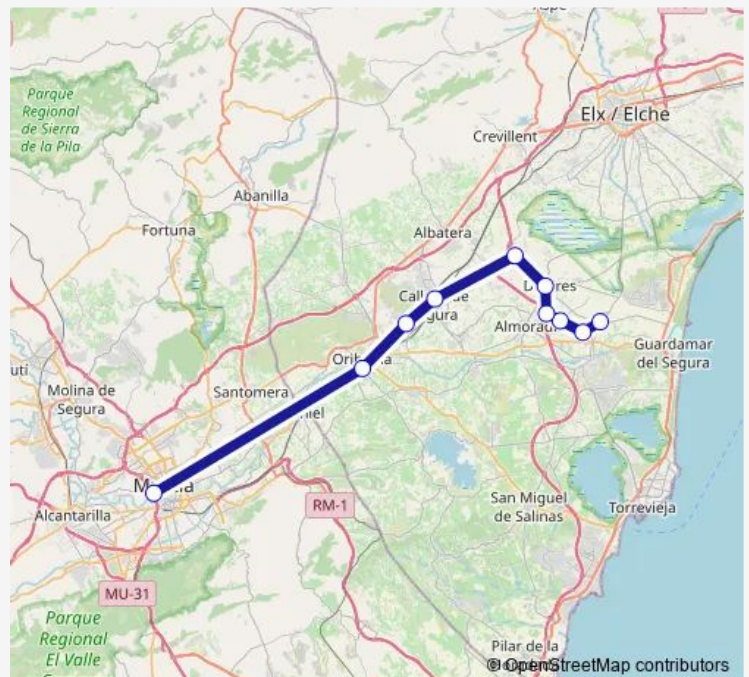 Aspe
Parque
Regional
de Sierra
de la Pila
Elx / Elche
Crevillent
Abanilla
Fortuna
Albatera
Almoradí
Guardamar
del Segura
Molina de
Segura
Santomera
RM-1
San Miguel
de Salinas
Torrevieja
Alcantarilla
MU-31
Parque
Regional
El Valle
Pilar de la
© OpenStreetMap contributors